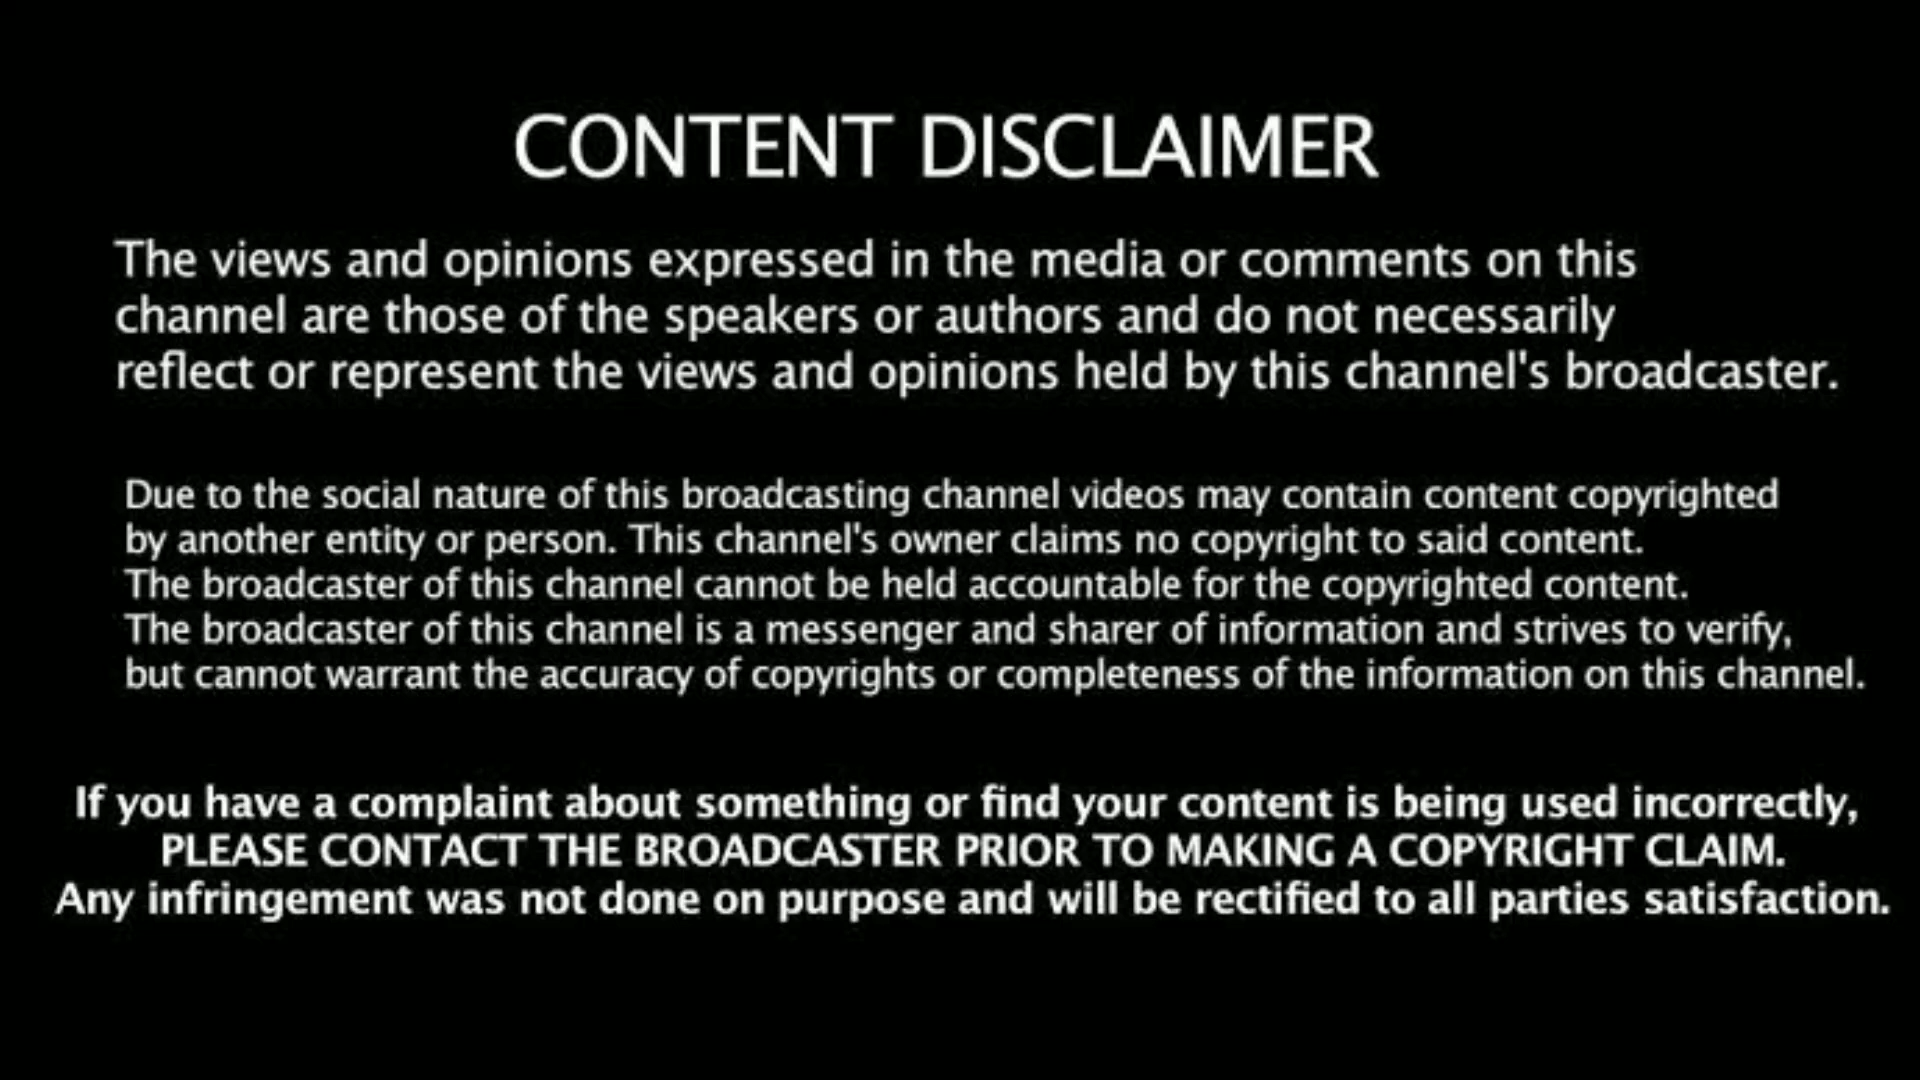 CONTENT DISCLAIMER
The views and opinions expressed in the media or comments on this
channel are those of the speakers or authors and do not necessarily
reflect or represent the views and opinions held by this channel's broadcaster.
Due to the social nature of this broadcasting channel videos may contain content copyrighted
by another entity or person. This channel's owner claims no copyright to said content.
The broadcaster of this channel cannot be held accountable for the copyrighted content.
The broadcaster of this channel is a messenger and sharer of information and strives to verify,
but cannot warrant the accuracy of copyrights or completeness of the information on this channel.
If you have a complaint about something or find your content is being used incorrectly,
PLEASE CONTACT THE BROADCASTER PRIOR TO MAKING A COPYRIGHT CLAIM.
Any infringement was not done on purpose and will be rectified to all parties satisfaction.